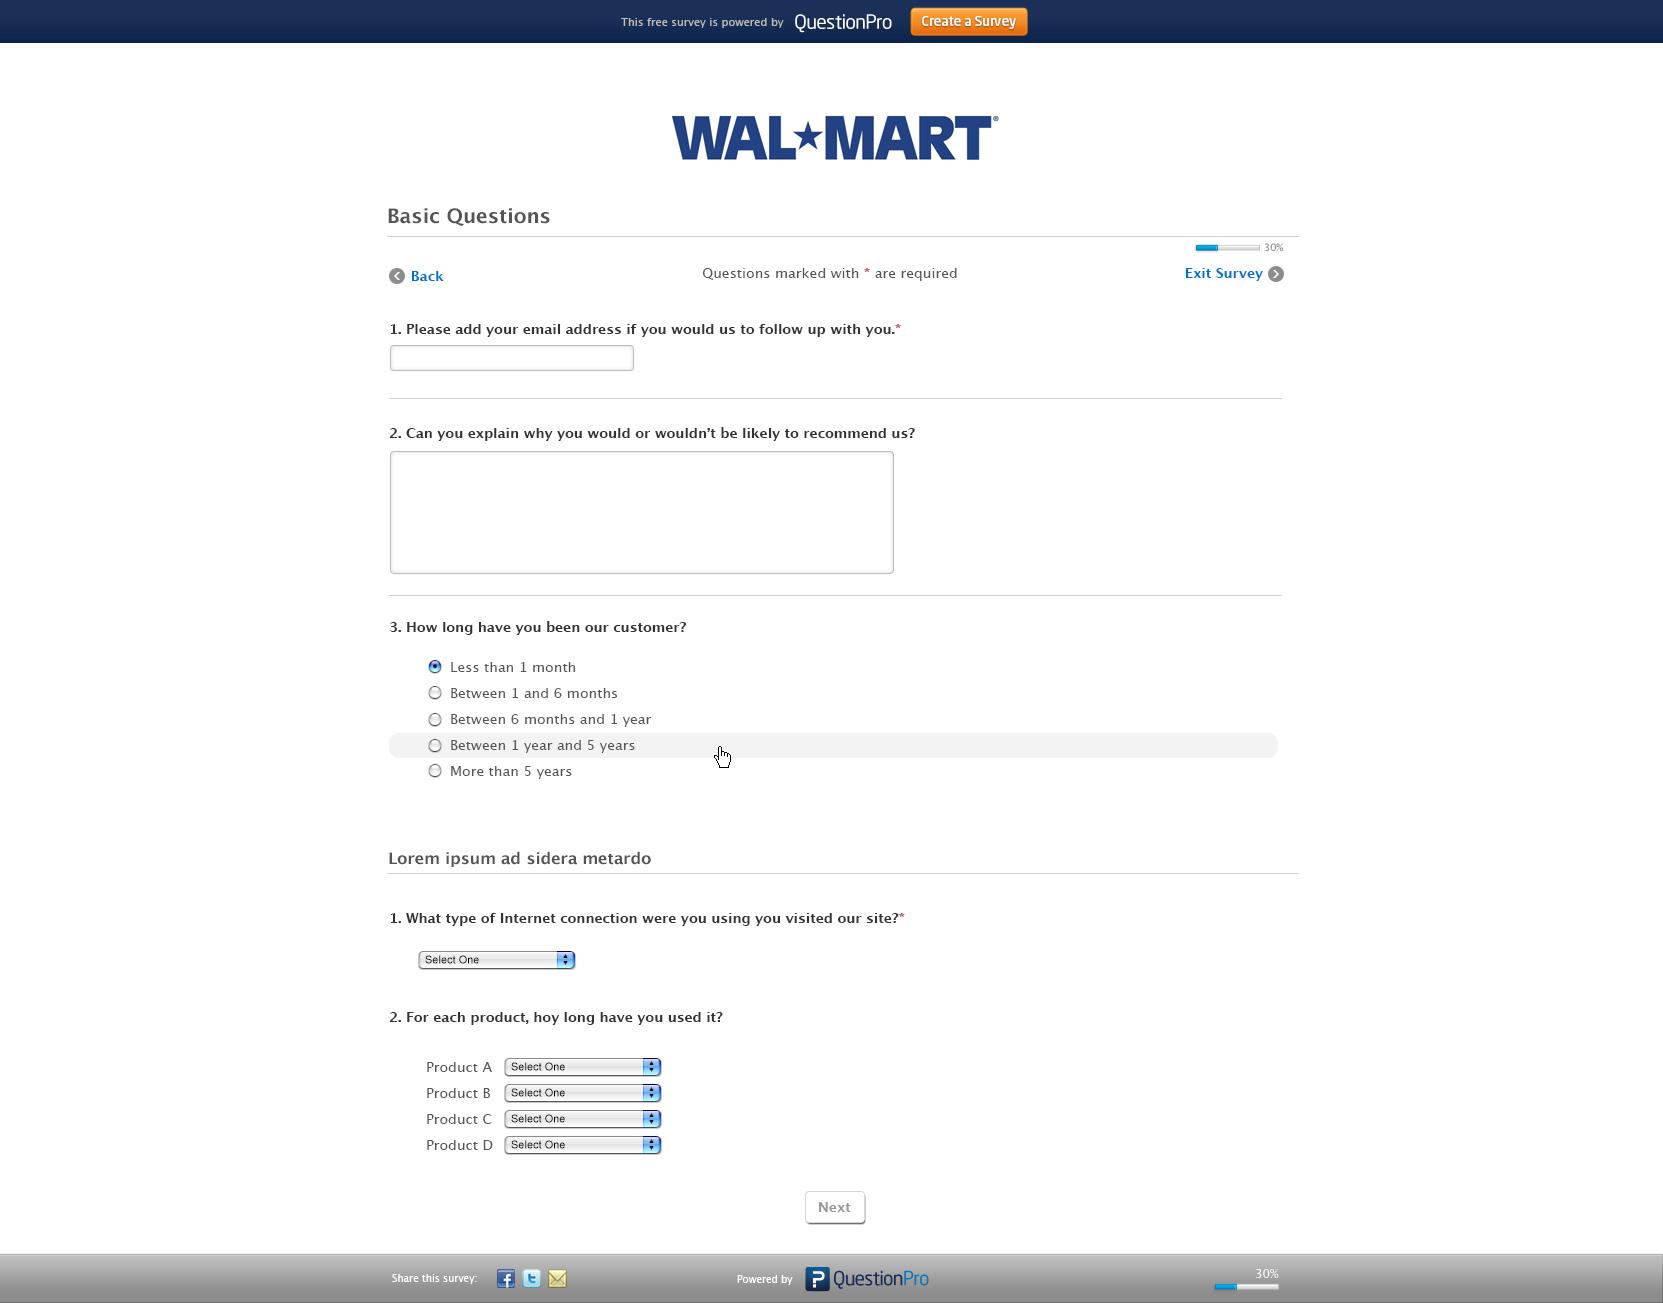 This free survey is powered by QuestionPro Create a Survey
WAL★MART®
Basic Questions
30%
Back Questions marked with * are required Exit Survey
1. Please add your email address if you would us to follow up with you.*
2. Can you explain why you would or wouldn't be likely to recommend us?
3. How long have you been our customer?
Less than 1 month
Between 1 and 6 months
Between 6 months and 1 year
Between 1 year and 5 years
More than 5 years
Lorem ipsum ad sidera metardo
1. What type of Internet connection were you using you visited our site?*
Select One
2. For each product, hoy long have you used it?
Product A Select One
Product B Select One
Product C Select One
Product D Select One
Next
Share this survey: Powered by QuestionPro 30%